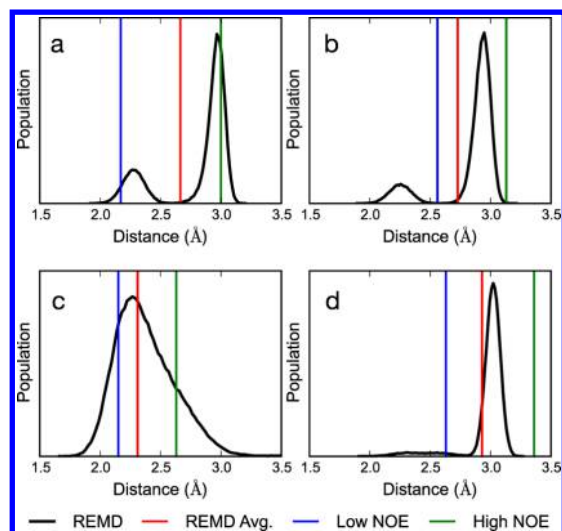 a
Population
1.5 2.0 2.5 3.0 3.5
Distance (Å)
b
Population
1.5 2.0 2.5 3.0 3.5
Distance (Å)
c
Population
1.5 2.0 2.5 3.0 3.5
Distance (Å)
d
Population
1.5 2.0 2.5 3.0 3.5
Distance (Å)
REMD REMD Avg. Low NOE High NOE